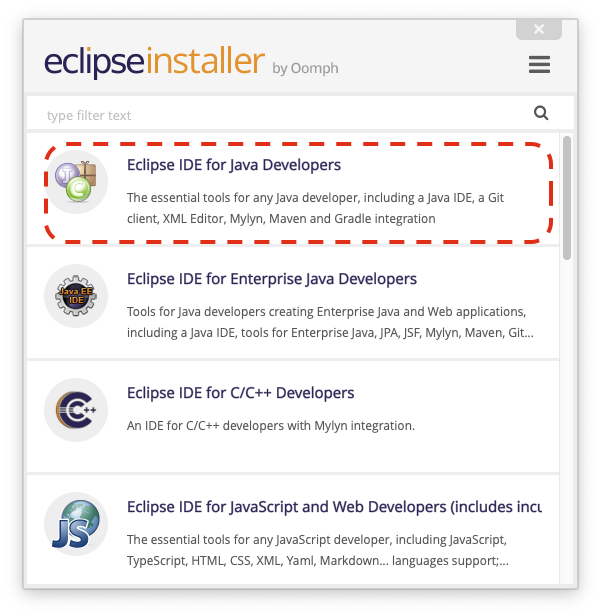 eclipseinstaller by Oomph
type filter text
Eclipse IDE for Java Developers
The essential tools for any Java developer, including a Java IDE, a Git
client, XML Editor, Mylyn, Maven and Gradle integration
J
C
Eclipse IDE for Enterprise Java Developers
Java EE
IDE
Tools for Java developers creating Enterprise Java and Web applications,
including a Java IDE, tools for Enterprise Java, JPA, JSF, Mylyn, Maven, Git...
Eclipse IDE for C/C++ Developers
C++
An IDE for C/C++ developers with Mylyn integration.
Eclipse IDE for JavaScript and Web Developers (includes incu
JS
The essential tools for any JavaScript developer, including JavaScript,
TypeScript, HTML, CSS, XML, Yaml, Markdown... languages support;...